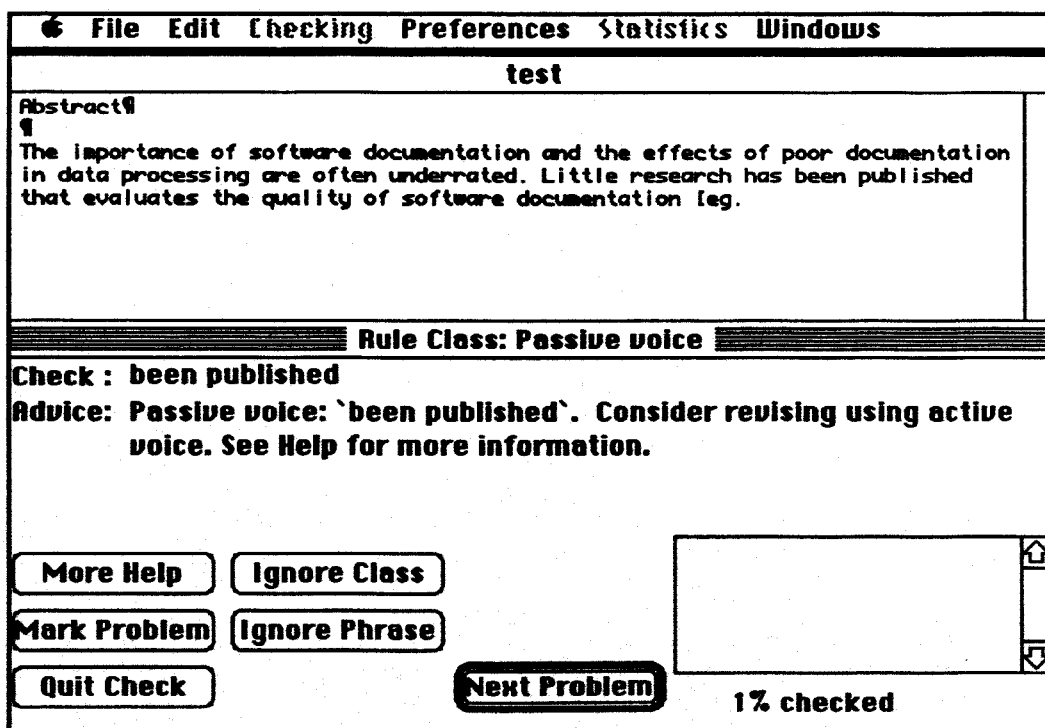 File Edit Checking Preferences Statistics Windows
test
Abstract¶
¶
The importance of software documentation and the effects of poor documentation
in data processing are often underrated. Little research has been published
that evaluates the quality of software documentation [eg.
Rule Class: Passive voice
Check : been published
Advice: Passive voice: `been published`. Consider revising using active
voice. See Help for more information.
More Help Ignore Class
Mark Problem Ignore Phrase
Quit Check Next Problem
1% checked